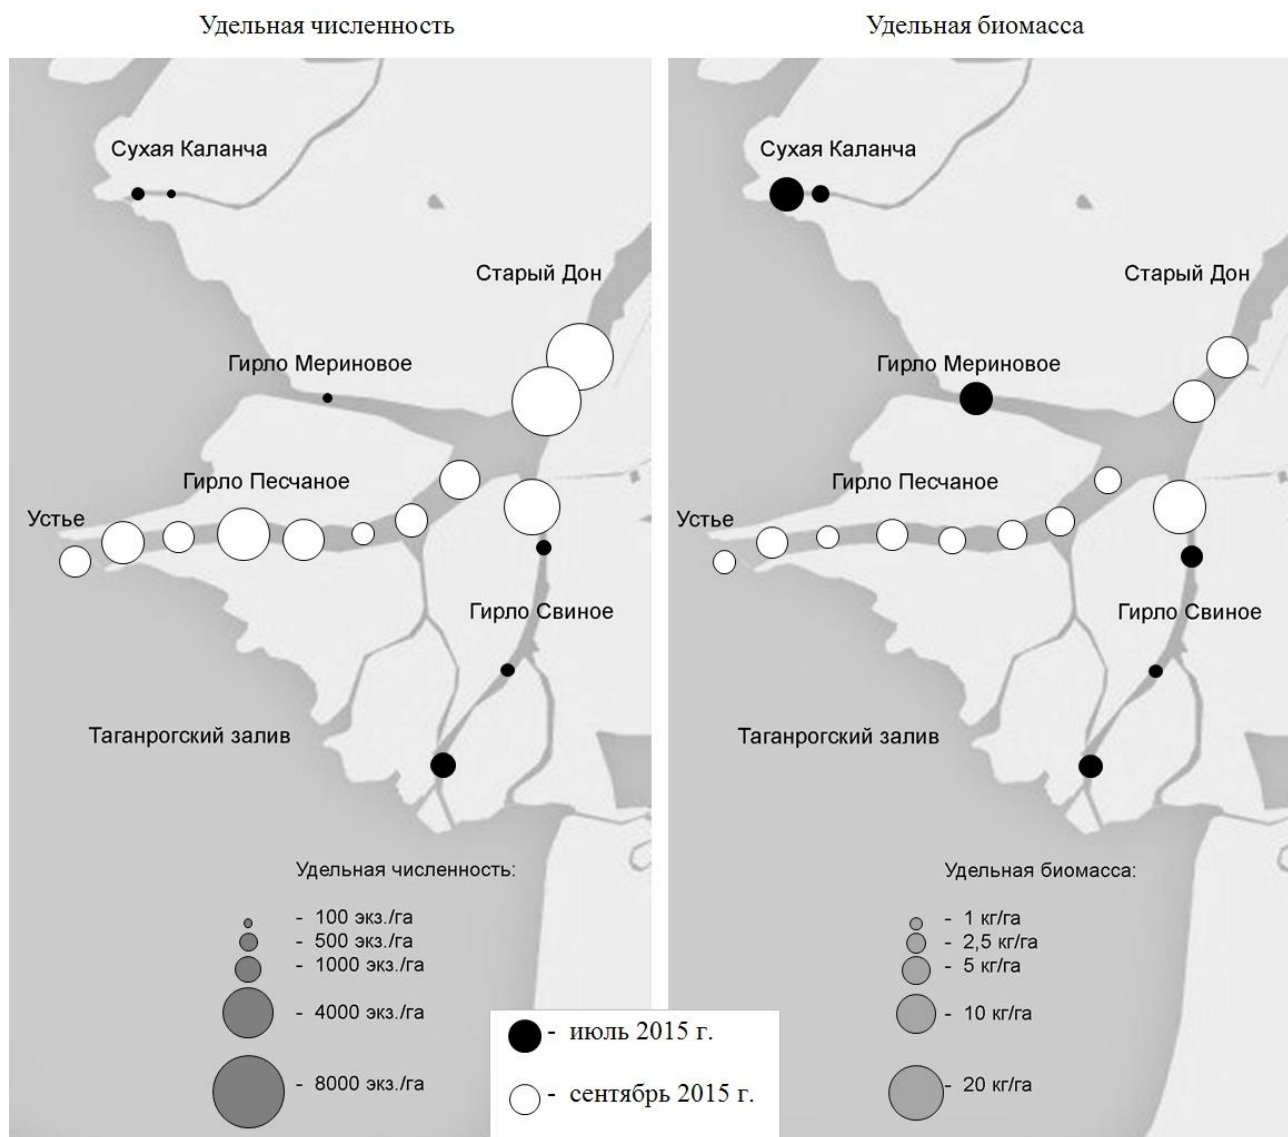 Удельная численность
Сухая Каланча
Старый Дон
Гирло Мериновое
Гирло Песчаное
Устье
Гирло Свиное
Таганрогский залив
Удельная численность:
- 100 экз./га
- 500 экз./га
- 1000 экз./га
- 4000 экз./га
- 8000 экз./га
Удельная биомасса
Сухая Каланча
Старый Дон
Гирло Мериновое
Гирло Песчаное
Устье
Гирло Свиное
Таганрогский залив
Удельная биомасса:
- 1 кг/га
- 2,5 кг/га
- 5 кг/га
- 10 кг/га
- 20 кг/га
- июль 2015 г.
- сентябрь 2015 г.